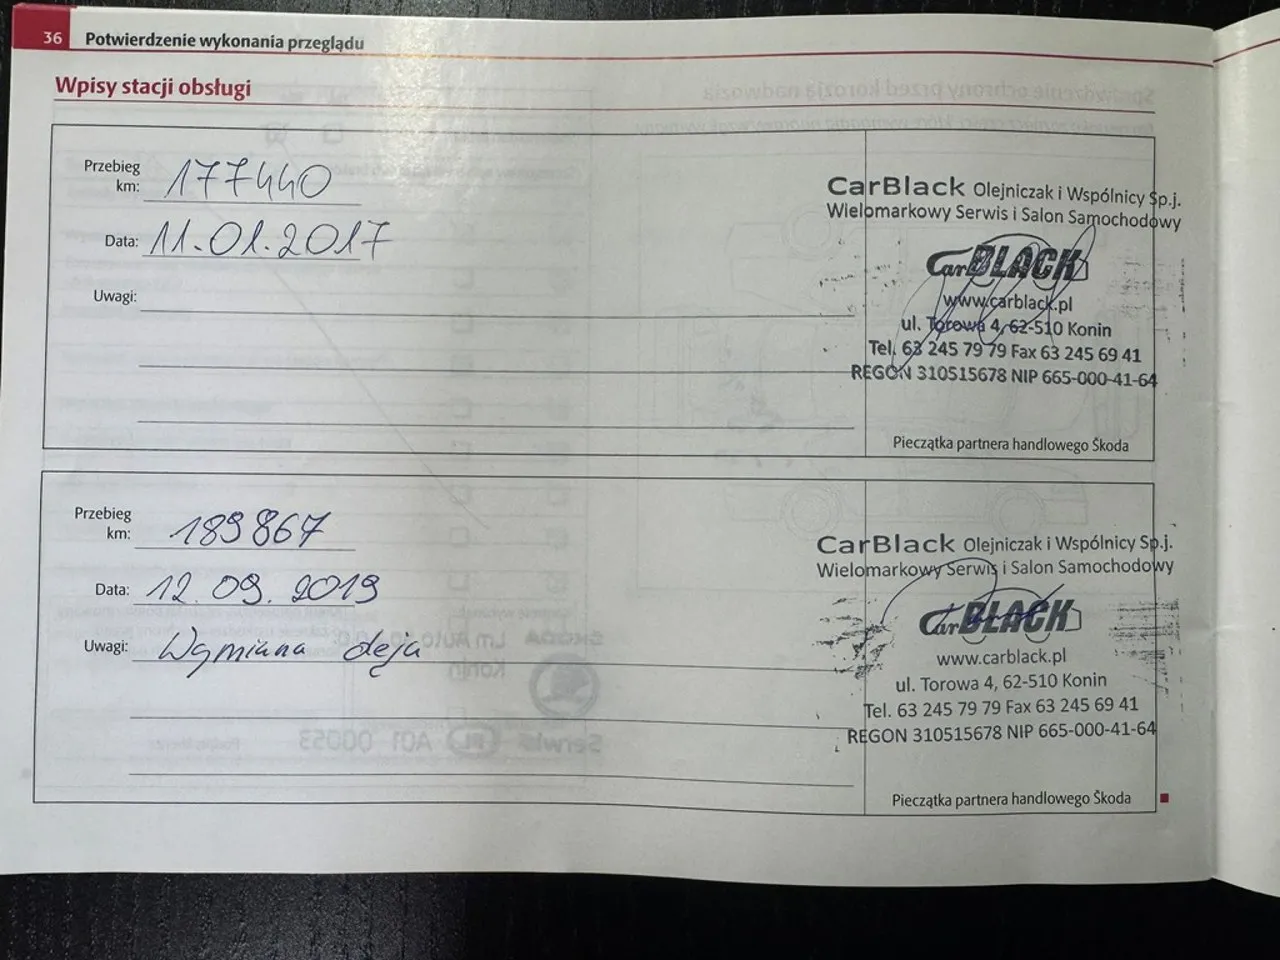 36 Potwierdzenie wykonania przeglądu
Wpisy stacji obsługi
Przebieg
km: 177440
Data: 11.01.2017
Uwagi:
CarBlack Olejniczak i Wspólnicy Sp.j.
Wielomarkowy Serwis i Salon Samochodowy
CarBLACK
www.carblack.pl
ul. Torowa 4, 62-510 Konin
Tel. 63 245 79 79 Fax 63 245 69 41
REGON 310515678 NIP 665-000-41-64
Pieczątka partnera handlowego Škoda
Przebieg
km: 189867
Data: 12.09.2019
Uwagi: Wymiana oleju
CarBlack Olejniczak i Wspólnicy Sp.j.
Wielomarkowy Serwis i Salon Samochodowy
CarBLACK
www.carblack.pl
ul. Torowa 4, 62-510 Konin
Tel. 63 245 79 79 Fax 63 245 69 41
REGON 310515678 NIP 665-000-41-64
Pieczątka partnera handlowego Škoda